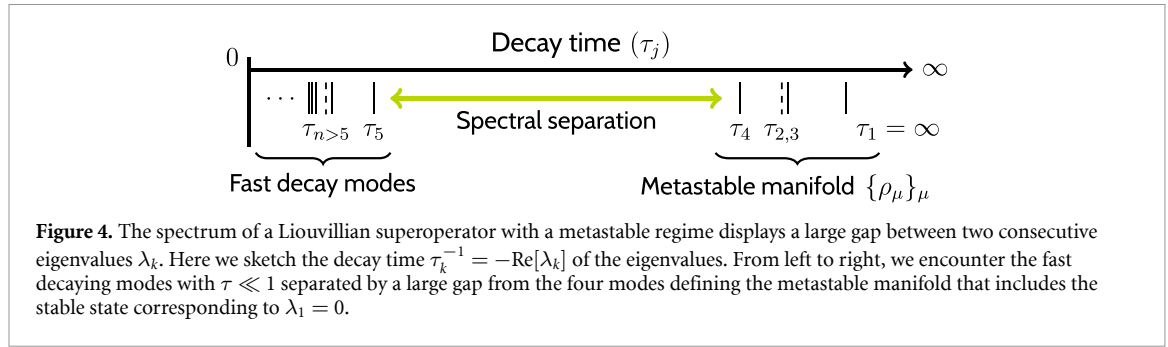 Decay time (τ_j)
0
∞
···
τ_{n>5}
τ_5
Spectral separation
τ_4
τ_{2,3}
τ_1 = ∞
Fast decay modes
Metastable manifold {ρ_μ}_μ
Figure 4. The spectrum of a Liouvillian superoperator with a metastable regime displays a large gap between two consecutive
eigenvalues λ_k. Here we sketch the decay time τ_k^{−1} = −Re[λ_k] of the eigenvalues. From left to right, we encounter the fast
decaying modes with τ ≪ 1 separated by a large gap from the four modes defining the metastable manifold that includes the
stable state corresponding to λ_1 = 0.